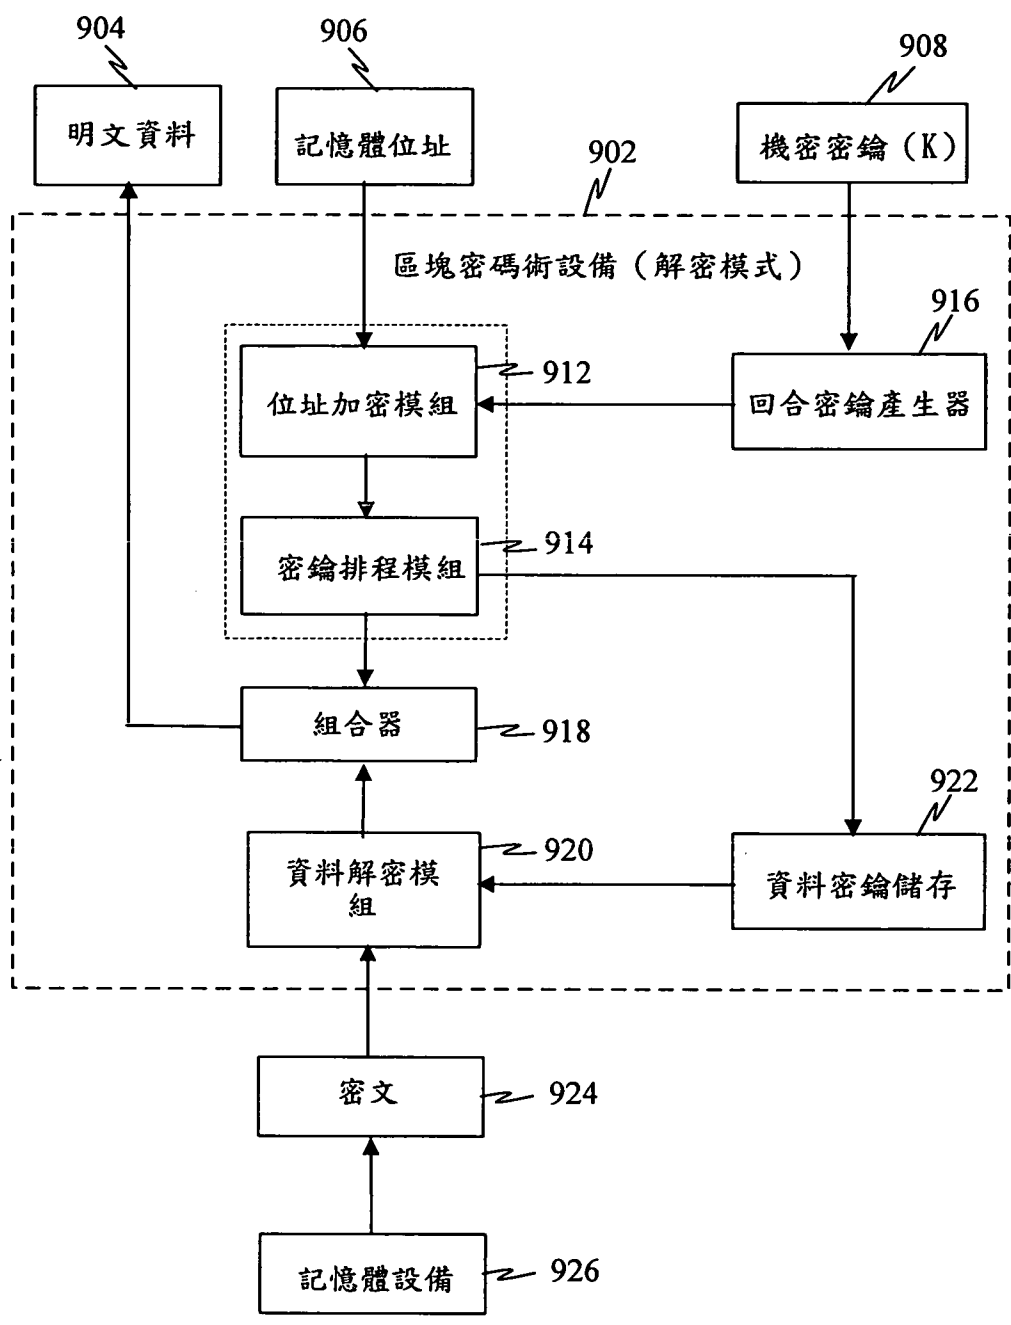 904
906
908
明文資料
記憶體位址
機密密鑰（K）
902
區塊密碼術設備（解密模式）
916
912
位址加密模組
回合密鑰產生器
914
密鑰排程模組
組合器
918
922
920
資料解密模
組
資料密鑰儲存
密文
924
記憶體設備
926